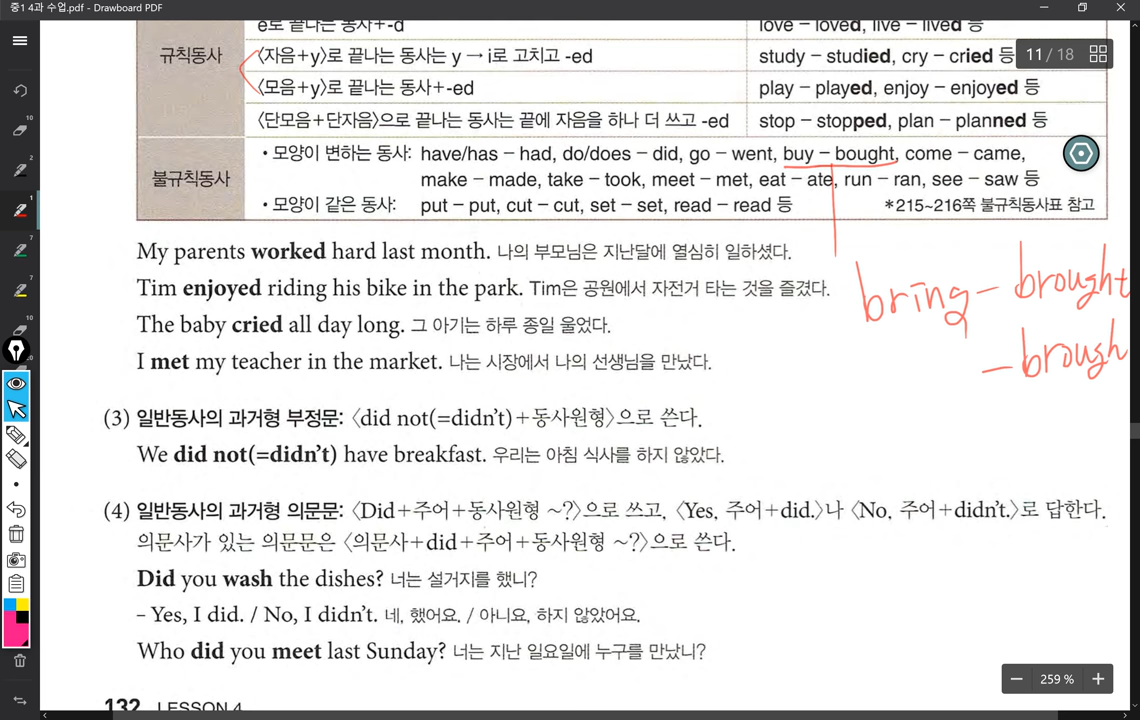 중1 4과 수업.pdf - Drawboard PDF
e로 끝나는 동사+-d
love – loved, live – lived 등
규칙동사
〈자음+y〉로 끝나는 동사는 y → i로 고치고 -ed
study – studied, cry – cried 등
11 / 18
〈모음+y〉로 끝나는 동사+-ed
play – played, enjoy – enjoyed 등
〈단모음+단자음〉으로 끝나는 동사는 끝에 자음을 하나 더 쓰고 -ed
stop – stopped, plan – planned 등
불규칙동사
• 모양이 변하는 동사: have/has – had, do/does – did, go – went, buy – bought, come – came,
make – made, take – took, meet – met, eat – ate, run – ran, see – saw 등
• 모양이 같은 동사: put – put, cut – cut, set – set, read – read 등
*215~216쪽 불규칙동사표 참고
My parents worked hard last month. 나의 부모님은 지난달에 열심히 일하셨다.
Tim enjoyed riding his bike in the park. Tim은 공원에서 자전거 타는 것을 즐겼다.
bring – brought
– brough
The baby cried all day long. 그 아기는 하루 종일 울었다.
I met my teacher in the market. 나는 시장에서 나의 선생님을 만났다.
(3) 일반동사의 과거형 부정문: 〈did not(=didn't)+동사원형〉으로 쓴다.
We did not(=didn't) have breakfast. 우리는 아침 식사를 하지 않았다.
(4) 일반동사의 과거형 의문문: 〈Did+주어+동사원형 ~?〉으로 쓰고, 〈Yes, 주어+did.〉나 〈No, 주어+didn't.〉로 답한다.
의문사가 있는 의문문은 〈의문사+did+주어+동사원형 ~?〉으로 쓴다.
Did you wash the dishes? 너는 설거지를 했니?
– Yes, I did. / No, I didn't. 네, 했어요. / 아니요, 하지 않았어요.
Who did you meet last Sunday? 너는 지난 일요일에 누구를 만났니?
259 %
132 LESSON 4
10
2
1
7
7
10